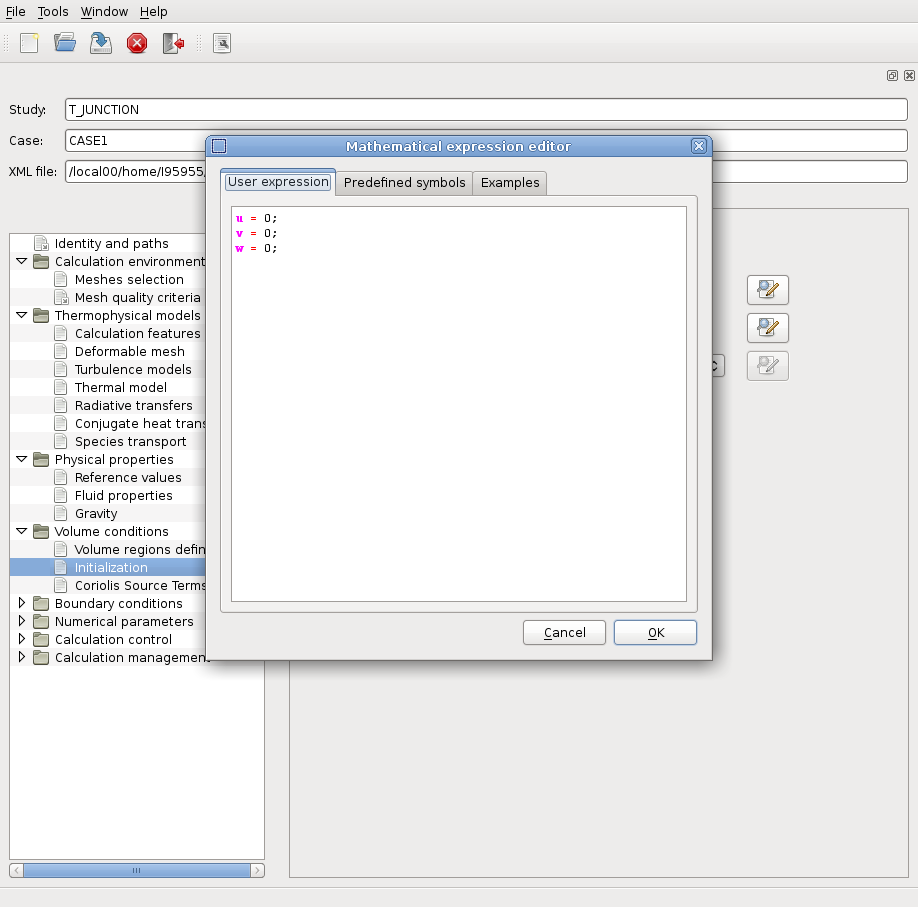 File Tools Window Help
Study: T_JUNCTION
Case: CASE1
XML file: /local00/home/I95955/
Mathematical expression editor
User expression Predefined symbols Examples
u = 0;
v = 0;
w = 0;
Cancel OK
Identity and paths
Calculation environment
Meshes selection
Mesh quality criteria
Thermophysical models
Calculation features
Deformable mesh
Turbulence models
Thermal model
Radiative transfers
Conjugate heat trans
Species transport
Physical properties
Reference values
Fluid properties
Gravity
Volume conditions
Volume regions defin
Initialization
Coriolis Source Terms
Boundary conditions
Numerical parameters
Calculation control
Calculation management